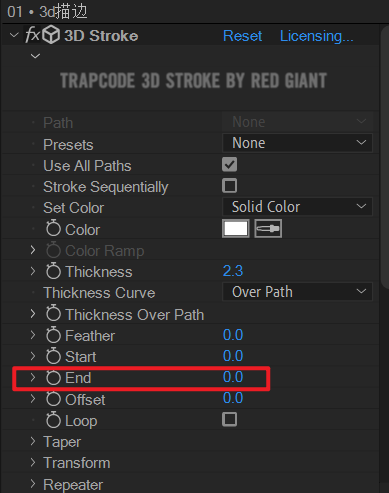 01 • 3d描边
fx 3D Stroke Reset Licensing...
TRAPCODE 3D STROKE BY RED GIANT
Path None
Presets None
Use All Paths
Stroke Sequentially
Set Color Solid Color
Color
Color Ramp
Thickness 2.3
Thickness Curve Over Path
Thickness Over Path
Feather 0.0
Start 0.0
End 0.0
Offset 0.0
Loop
Taper
Transform
Repeater